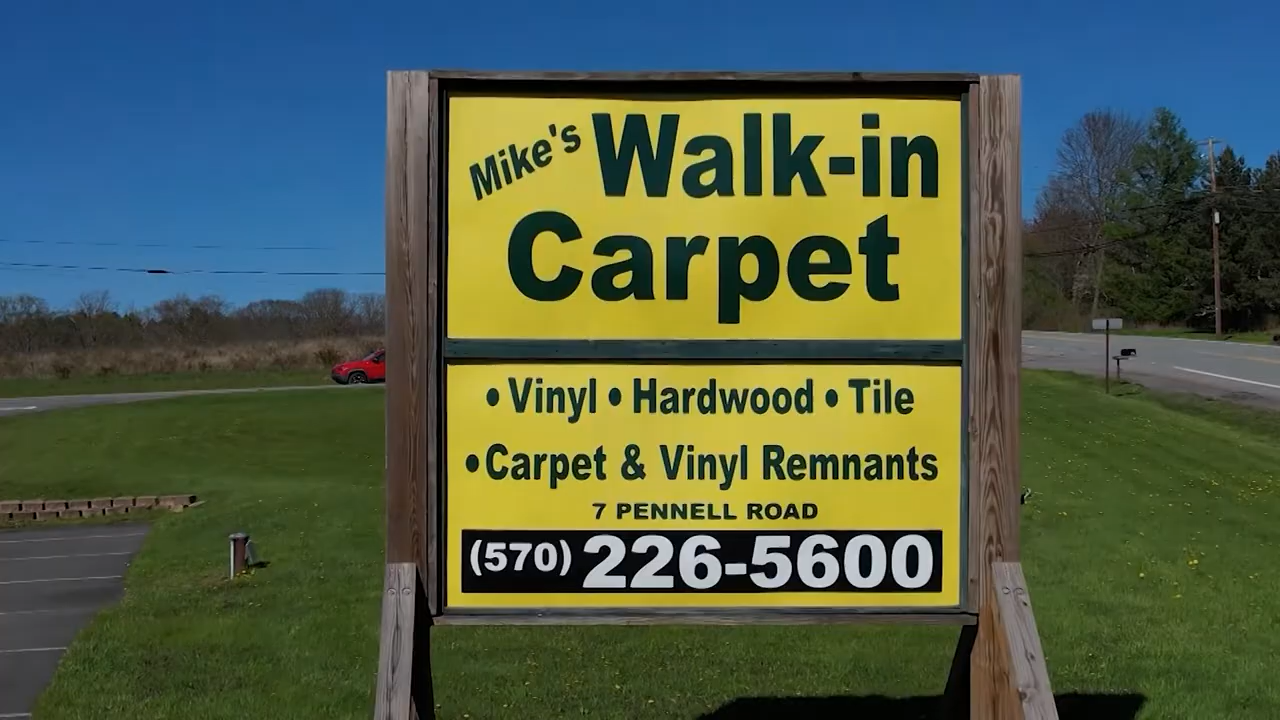 Mike's Walk-in
Carpet
• Vinyl • Hardwood • Tile
• Carpet & Vinyl Remnants
7 PENNELL ROAD
(570) 226-5600